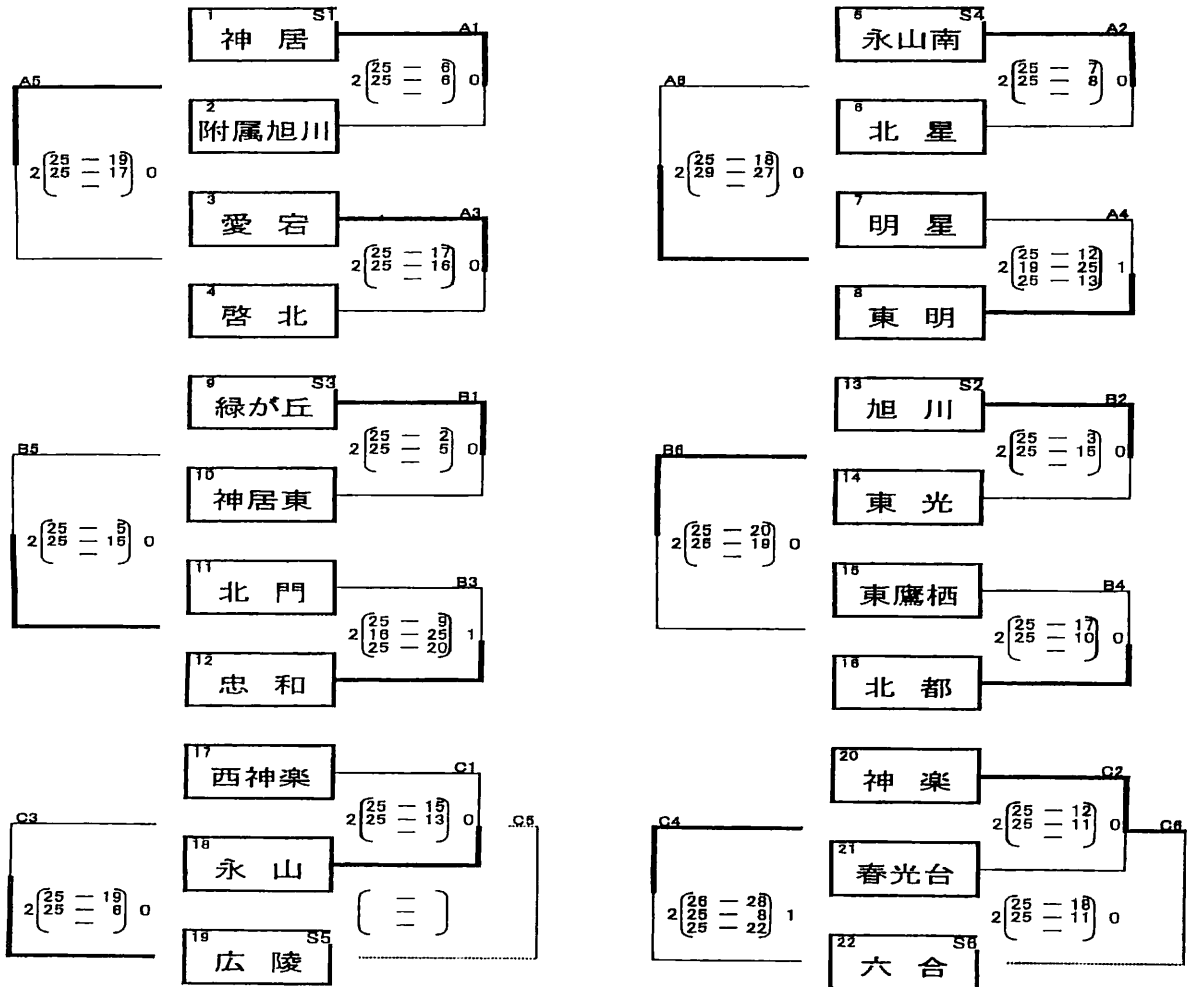 1 S1
神居
A1
2 (25 — 6) 0
25 — 6
—
2
附属旭川
A5
2 (25 — 19) 0
25 — 17
—
3
愛宕
A3
2 (25 — 17) 0
25 — 16
—
4
啓北
5 S4
永山南
A2
2 (25 — 7) 0
25 — 8
—
6
北星
A6
2 (25 — 18) 0
29 — 27
—
7
明星
A4
2 (25 — 12) 1
19 — 25
25 — 13
8
東明
9 S3
緑が丘
B1
2 (25 — 2) 0
25 — 5
—
10
神居東
B5
2 (25 — 5) 0
25 — 15
—
11
北門
B3
2 (25 — 9) 1
16 — 25
25 — 20
12
忠和
13 S2
旭川
B2
2 (25 — 3) 0
25 — 15
—
14
東光
B6
2 (25 — 20) 0
25 — 19
—
15
東鷹栖
B4
2 (25 — 17) 0
25 — 10
—
16
北都
17
西神楽
C1
2 (25 — 15) 0
25 — 13
—
18
永山
C3
2 (25 — 19) 0
25 — 6
—
C5
( — )
—
—
19 S5
広陵
20
神楽
C2
2 (25 — 12) 0
25 — 11
—
21
春光台
C4
2 (26 — 28) 1
25 — 8
25 — 22
C6
2 (25 — 18) 0
25 — 11
—
22 S6
六合